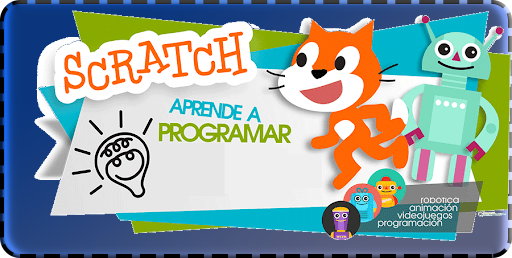 SCRATCH
APRENDE A
PROGRAMAR
robotica
animación
videojuegos
programación